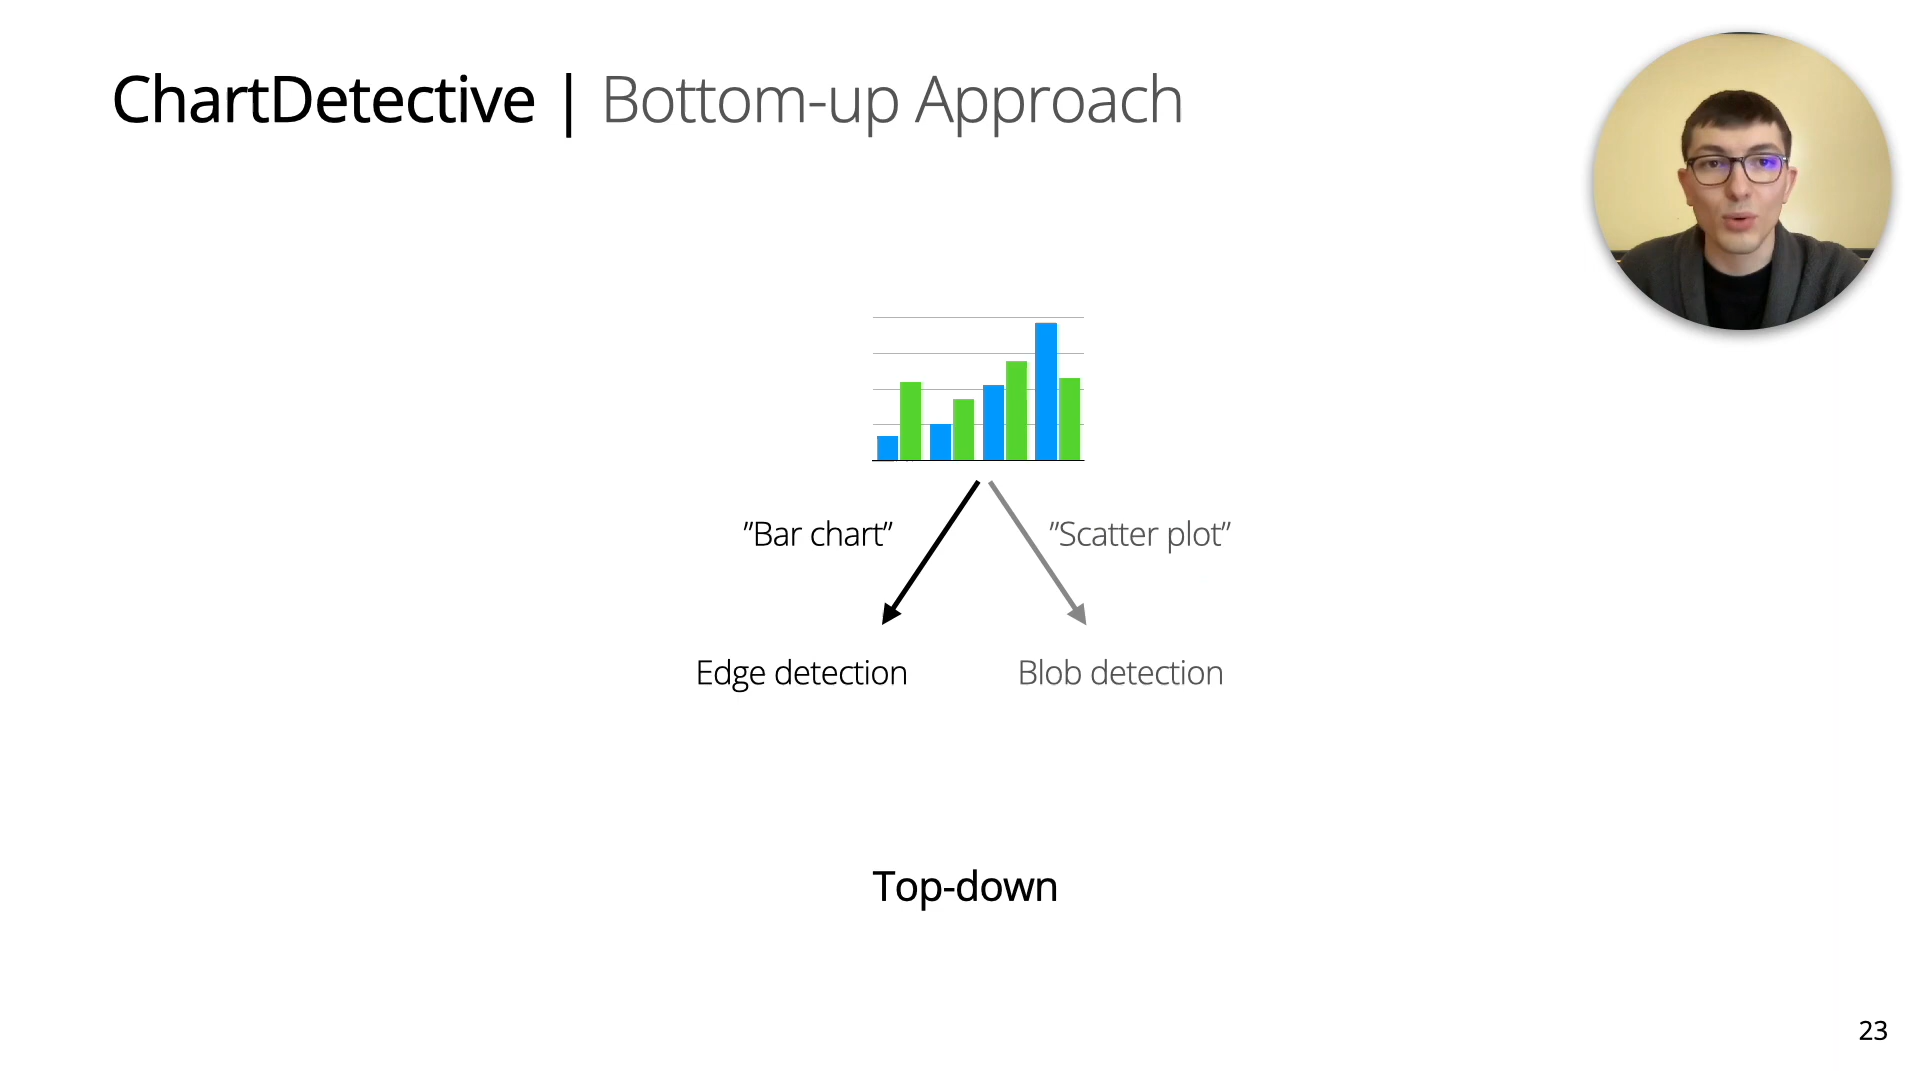 ChartDetective | Bottom-up Approach
”Bar chart”
”Scatter plot”
Edge detection
Blob detection
Top-down
23